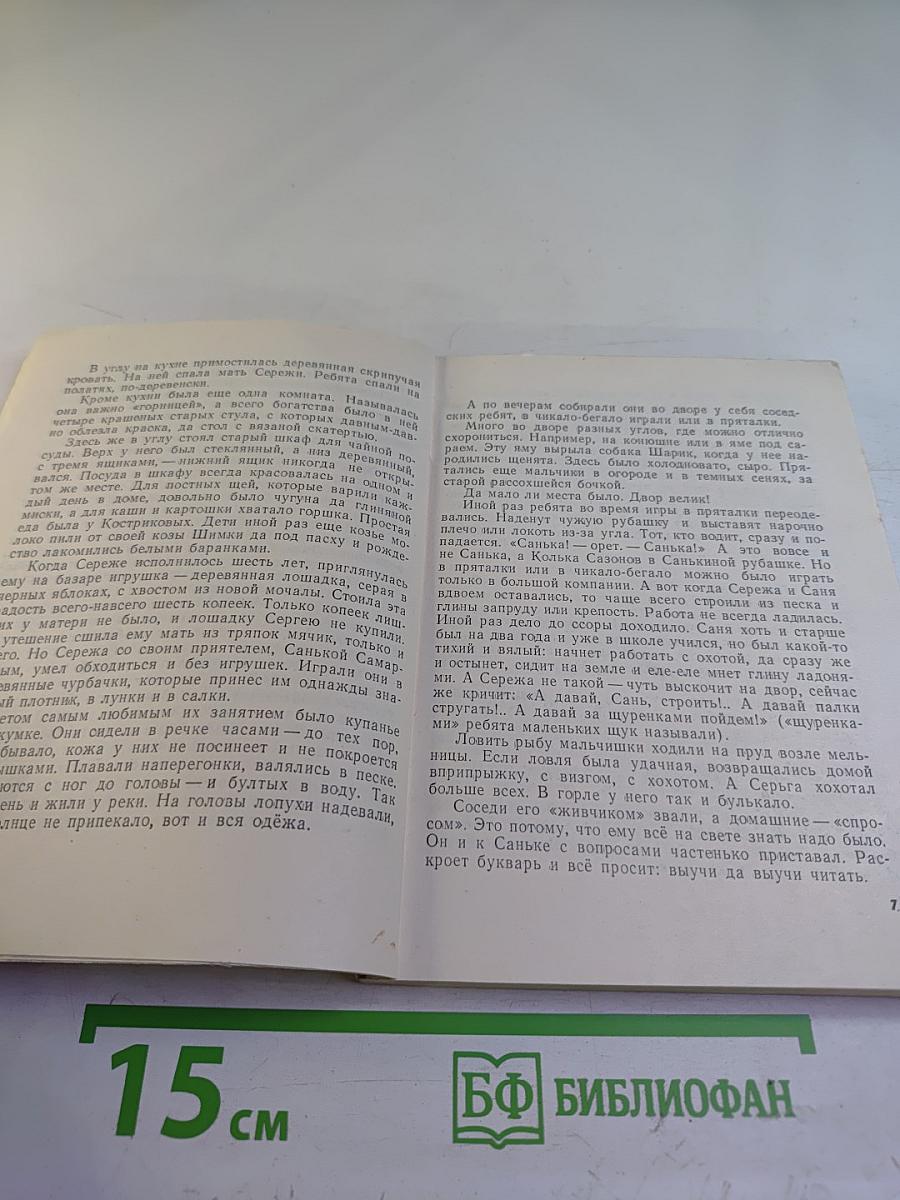 В углу на кухне примостилась деревянная скрипучая
кровать. На ней спала мать Сережи. Ребята спали на
полатях, по-деревенски.
Кроме кухни была еще одна комната. Называлась
она важно «горницей», а всего богатства было в ней
четыре крашеных старых стула, с которых давным-дав-
но облезла краска, да стол с вязаной скатертью.
Здесь же в углу стоял старый шкаф для чайной по-
суды. Верх у него был стеклянный, а низ деревянный,
с тремя ящиками, — нижний ящик никогда не откры-
вался. Посуда в шкафу всегда красовалась на одном и
том же месте. Для постных щей, которые варили каж-
дый день в доме, довольно было чугуна да глиняной
миски, а для каши и картошки хватало горшка. Простая
еда была у Костриковых. Дети иной раз еще козье мо-
локо пили от своей козы Шимки да под пасху и рожде-
ство лакомились белыми баранками.
Когда Сереже исполнилось шесть лет, приглянулась
ему на базаре игрушка — деревянная лошадка, серая в
черных яблоках, с хвостом из новой мочалы. Стоила эта
радость всего-навсего шесть копеек. Только копеек лиш-
их у матери не было, и лошадку Сергею не купили.
утешение сшила ему мать из тряпок мячик, только и
его. Но Сережа со своим приятелем, Санькой Самар-
ым, умел обходиться и без игрушек. Играли они в
евянные чурбачки, которые принес им однажды зна-
ый плотник, в лунки и в салки.
етом самым любимым их занятием было купанье
кумке. Они сидели в речке часами — до тех пор,
бывало, кожа у них не посинеет и не покроется
ышками. Плавали наперегонки, валялись в песке.
ются с ног до головы — и бултых в воду. Так
ень и жили у реки. На головы лопухи надевали,
олнце не припекало, вот и вся одёжа.
А по вечерам собирали они во дворе у себя сосед-
ских ребят, в чикало-бегало играли или в пряталки.
Много во дворе разных углов, где можно отлично
схорониться. Например, на конюшне или в яме под са-
раем. Эту яму вырыла собака Шарик, когда у нее на-
родились щенята. Здесь было холодновато, сыро. Пря-
тались еще мальчики в огороде и в темных сенях, за
старой рассохшейся бочкой.
Да мало ли места было. Двор велик!
Иной раз ребята во время игры в пряталки переоде-
вались. Наденут чужую рубашку и выставят нарочно
плечо или локоть из-за угла. Тот, кто водит, сразу и по-
падается. «Санька! — орет. — Санька!» А это вовсе и
не Санька, а Колька Сазонов в Санькиной рубашке. Но
в пряталки или в чикало-бегало можно было играть
только в большой компании. А вот когда Сережа и Саня
вдвоем оставались, то чаще всего строили из песка и
глины запруду или крепость. Работа не всегда ладилась.
Иной раз дело до ссоры доходило. Саня хоть и старше
был на два года и уже в школе учился, но был какой-то
тихий и вялый: начнет работать с охотой, да сразу же
и остынет, сидит на земле и еле-еле мнет глину ладоня-
ми. А Сережа не такой — чуть выскочит на двор, сейчас
же кричит: «А давай, Сань, строить!.. А давай палки
стругать!.. А давай за щуренками пойдем!» («щуренка-
ми» ребята маленьких щук называли).
Ловить рыбу мальчишки ходили на пруд возле мель-
ницы. Если ловля была удачная, возвращались домой
вприпрыжку, с визгом, с хохотом. А Серьга хохотал
больше всех. В горле у него так и булькало.
Соседи его «живчиком» звали, а домашние — «спро-
сом». Это потому, что ему всё на свете знать надо было.
Он и к Саньке с вопросами частенько приставал. Рас-
кроет букварь и всё просит: выучи да выучи читать.
7
15 см
БФ БИБЛИОФАН